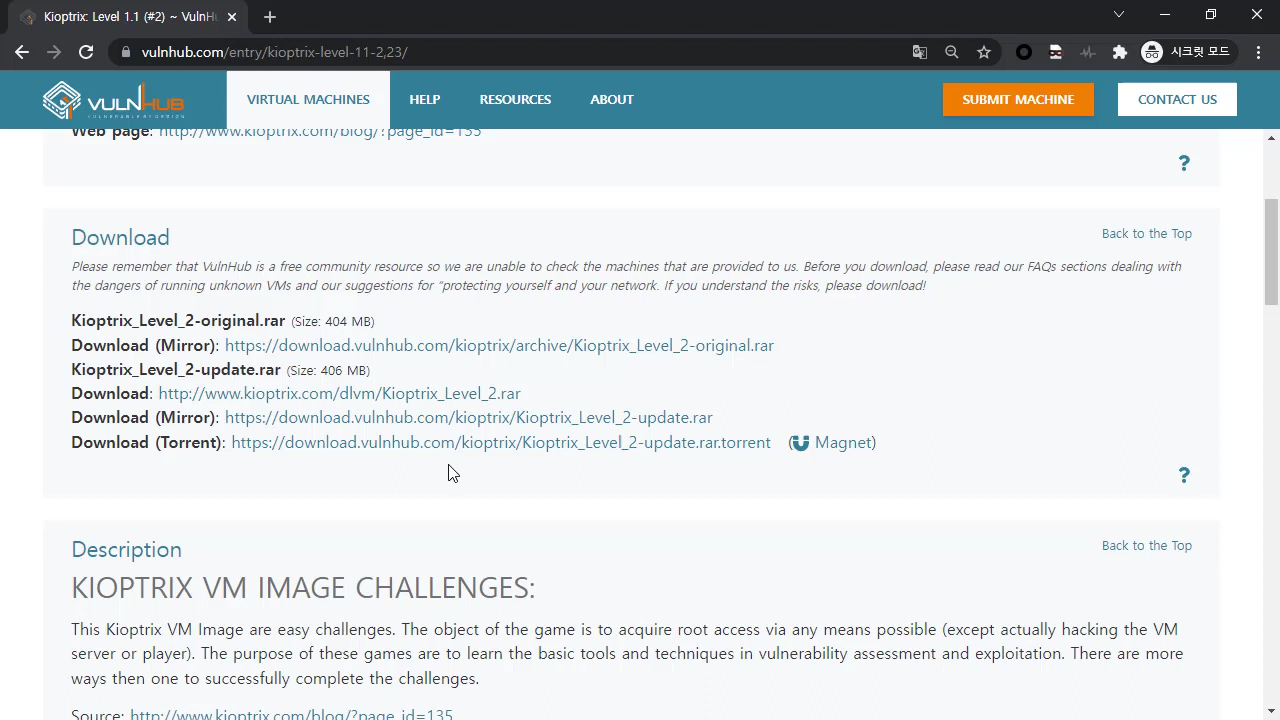 Kioptrix: Level 1.1 (#2) ~ VulnHu
vulnhub.com/entry/kioptrix-level-11-2,23/
시크릿 모드
VULNHUB
VIRTUAL MACHINES
HELP
RESOURCES
ABOUT
SUBMIT MACHINE
CONTACT US
Web page: http://www.kioptrix.com/blog/?page_id=135
?
Download
Back to the Top
Please remember that VulnHub is a free community resource so we are unable to check the machines that are provided to us. Before you download, please read our FAQs sections dealing with
the dangers of running unknown VMs and our suggestions for “protecting yourself and your network. If you understand the risks, please download!
Kioptrix_Level_2-original.rar (Size: 404 MB)
Download (Mirror): https://download.vulnhub.com/kioptrix/archive/Kioptrix_Level_2-original.rar
Kioptrix_Level_2-update.rar (Size: 406 MB)
Download: http://www.kioptrix.com/dlvm/Kioptrix_Level_2.rar
Download (Mirror): https://download.vulnhub.com/kioptrix/Kioptrix_Level_2-update.rar
Download (Torrent): https://download.vulnhub.com/kioptrix/Kioptrix_Level_2-update.rar.torrent (Magnet)
?
Description
Back to the Top
KIOPTRIX VM IMAGE CHALLENGES:
This Kioptrix VM Image are easy challenges. The object of the game is to acquire root access via any means possible (except actually hacking the VM
server or player). The purpose of these games are to learn the basic tools and techniques in vulnerability assessment and exploitation. There are more
ways then one to successfully complete the challenges.
Source: http://www.kioptrix.com/blog/?page_id=135